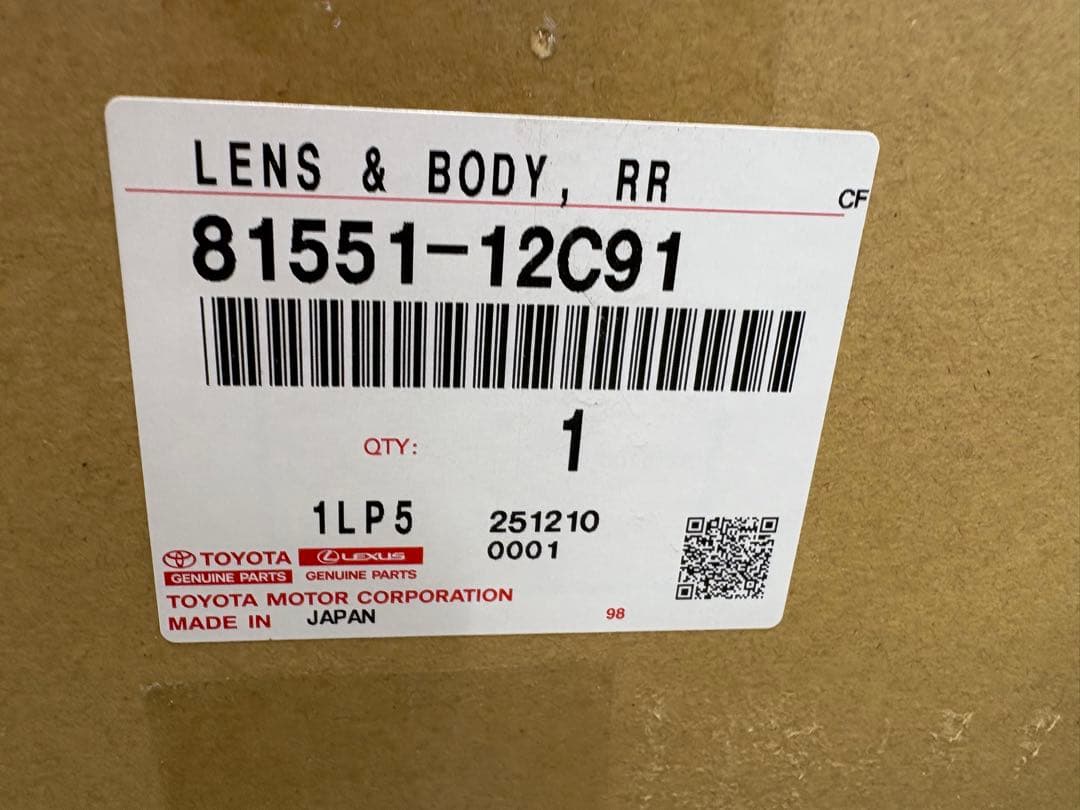 LENS & BODY, RR
CF
81551-12C91
QTY: 1
1LP5 251210
0001
TOYOTA LEXUS
GENUINE PARTS GENUINE PARTS
TOYOTA MOTOR CORPORATION
MADE IN JAPAN 98